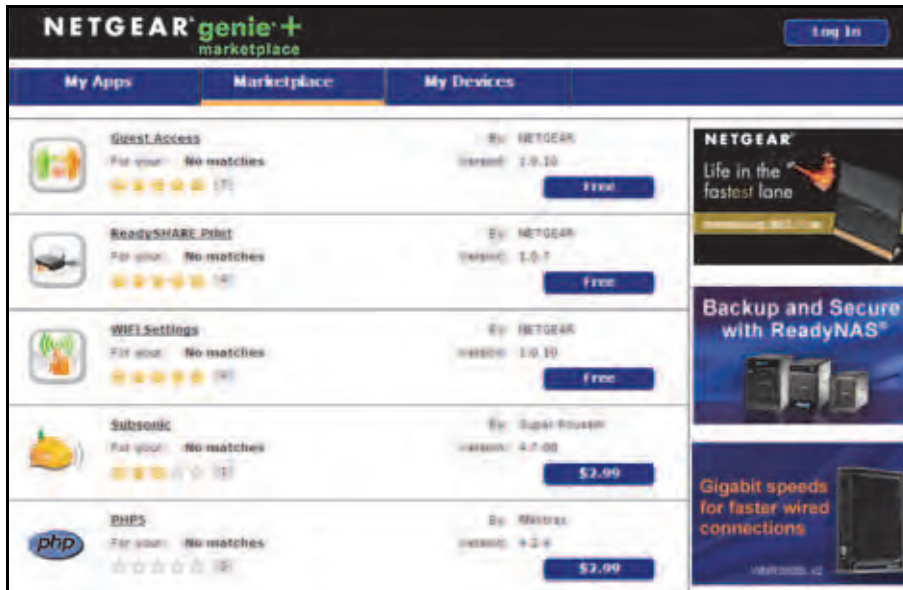 NETGEAR® genie®+
marketplace
Log In
My Apps
Marketplace
My Devices
Guest Access
By: NETGEAR
For your: No matches
Version: 1.0.10
(7)
Free
ReadySHARE Print
By: NETGEAR
For your: No matches
Version:
Free
WIFI Settings
By: NETGEAR
For your: No matches
Version: 1.0.10
Free
Subsonic
By: Super
For your: No matches
Version:
$2.99
PHP5
php
By:
For your: No matches
Version:
$2.99
NETGEAR®
Life in the
fastest lane
Backup and Secure
with ReadyNAS®
Gigabit speeds
for faster wired
connections